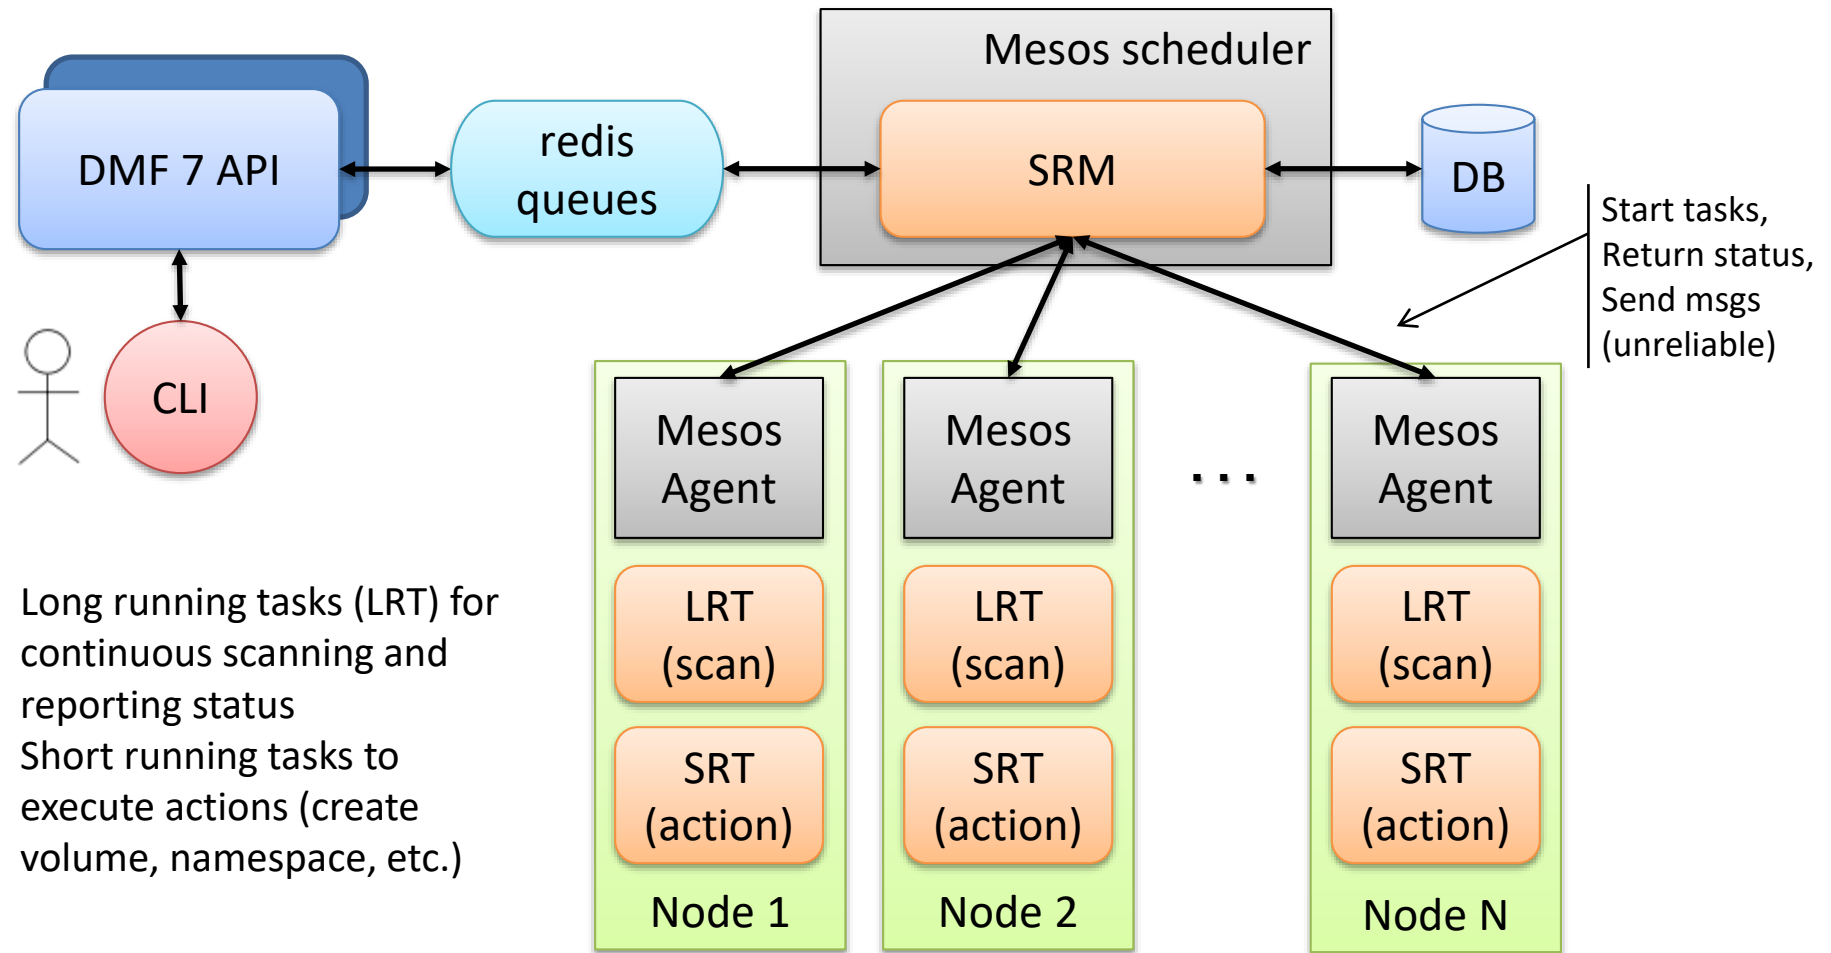 Mesos scheduler
DMF 7 API
redis
queues
SRM
DB
Start tasks,
Return status,
Send msgs
(unreliable)
CLI
Mesos
Agent
LRT
(scan)
SRT
(action)
Node 1
Mesos
Agent
LRT
(scan)
SRT
(action)
Node 2
...
Mesos
Agent
LRT
(scan)
SRT
(action)
Node N
Long running tasks (LRT) for
continuous scanning and
reporting status
Short running tasks to
execute actions (create
volume, namespace, etc.)